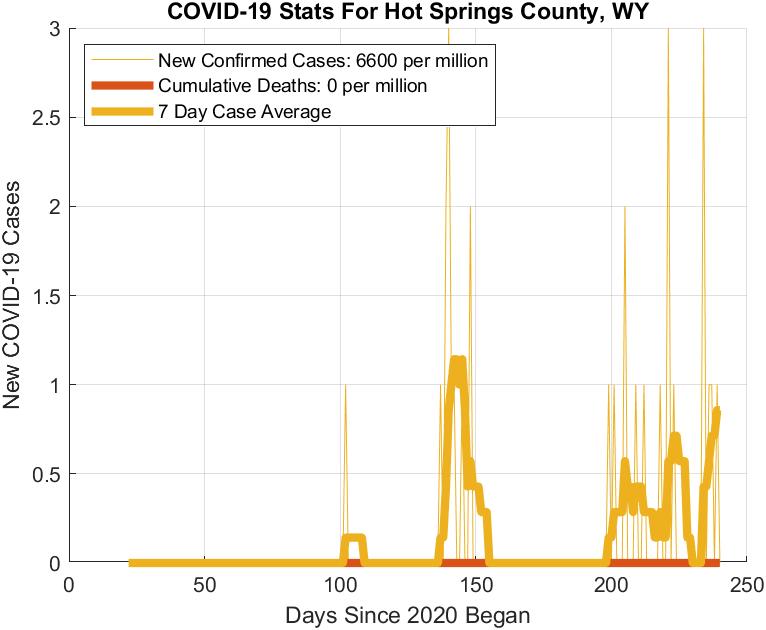 COVID-19 Stats For Hot Springs County, WY
New Confirmed Cases: 6600 per million
Cumulative Deaths: 0 per million
7 Day Case Average
New COVID-19 Cases
3
2.5
2
1.5
1
0.5
0
0 50 100 150 200 250
Days Since 2020 Began